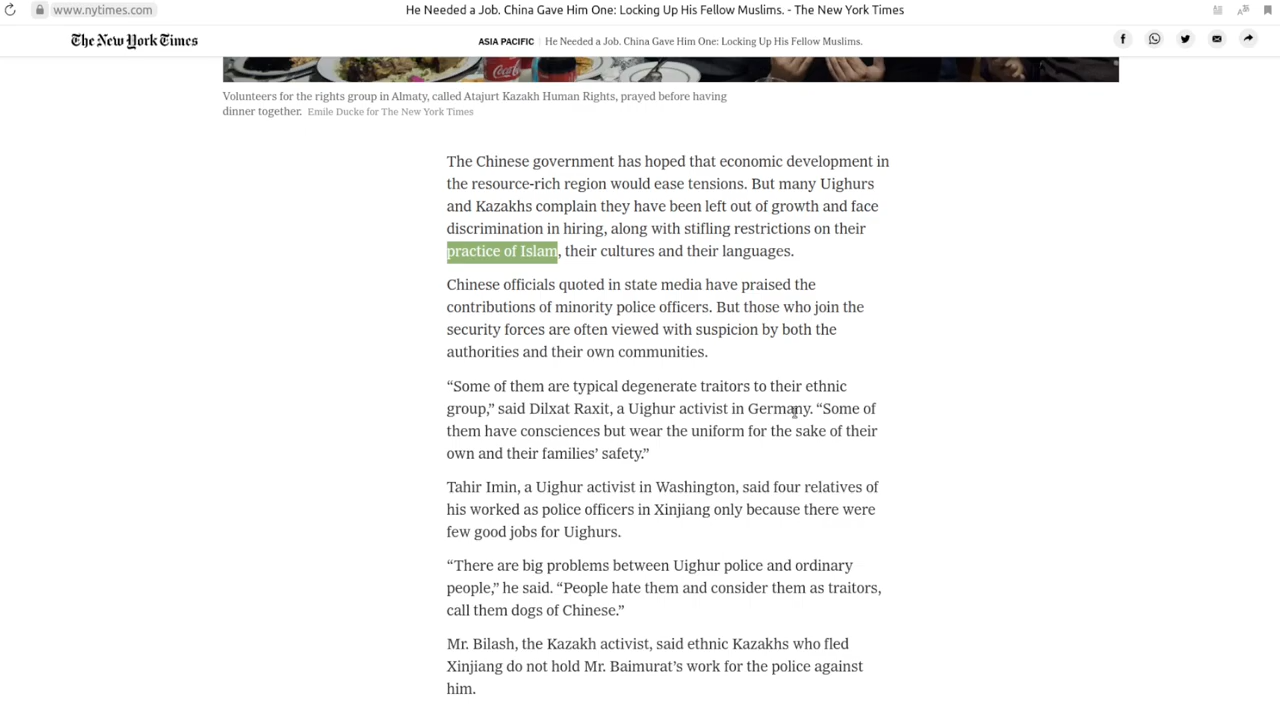 www.nytimes.com
He Needed a Job. China Gave Him One: Locking Up His Fellow Muslims. - The New York Times
The New York Times
ASIA PACIFIC | He Needed a Job. China Gave Him One: Locking Up His Fellow Muslims.
Coca-Cola
Volunteers for the rights group in Almaty, called Atajurt Kazakh Human Rights, prayed before having
dinner together. Emile Ducke for The New York Times
The Chinese government has hoped that economic development in
the resource-rich region would ease tensions. But many Uighurs
and Kazakhs complain they have been left out of growth and face
discrimination in hiring, along with stifling restrictions on their
practice of Islam, their cultures and their languages.
Chinese officials quoted in state media have praised the
contributions of minority police officers. But those who join the
security forces are often viewed with suspicion by both the
authorities and their own communities.
“Some of them are typical degenerate traitors to their ethnic
group,” said Dilxat Raxit, a Uighur activist in Germany. “Some of
them have consciences but wear the uniform for the sake of their
own and their families’ safety.”
Tahir Imin, a Uighur activist in Washington, said four relatives of
his worked as police officers in Xinjiang only because there were
few good jobs for Uighurs.
“There are big problems between Uighur police and ordinary
people,” he said. “People hate them and consider them as traitors,
call them dogs of Chinese.”
Mr. Bilash, the Kazakh activist, said ethnic Kazakhs who fled
Xinjiang do not hold Mr. Baimurat’s work for the police against
him.